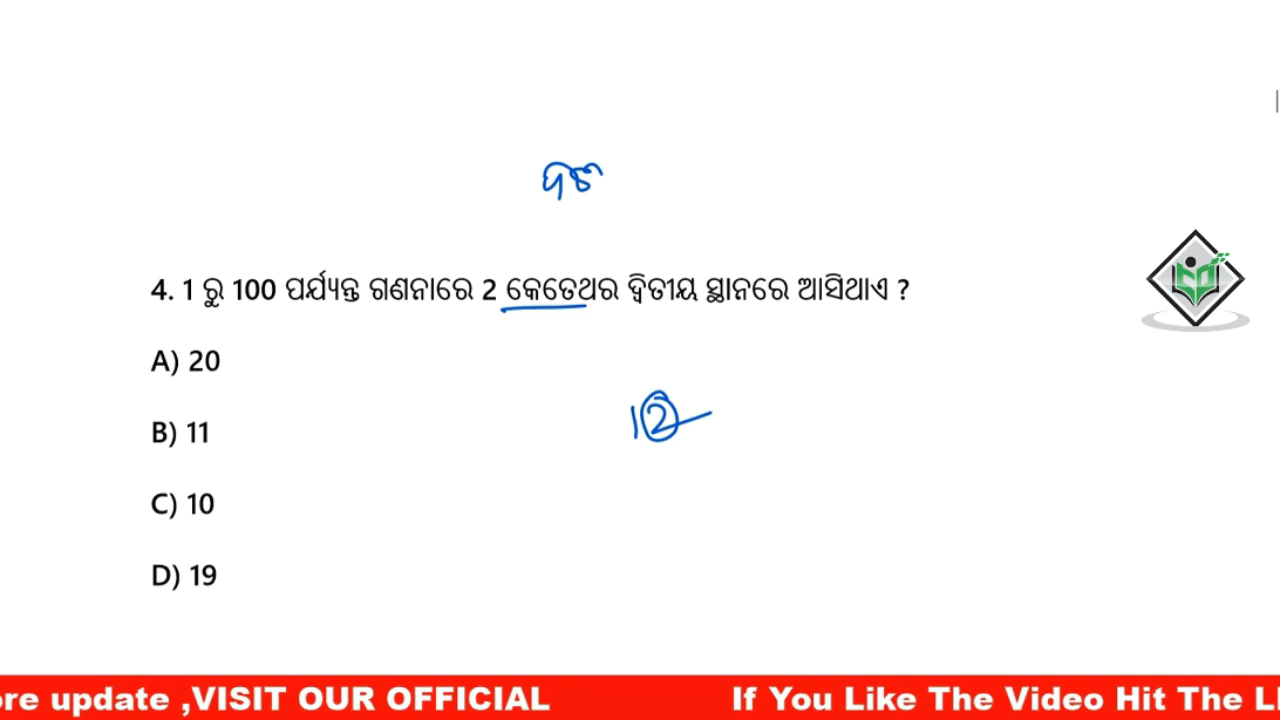 ଦିଟ
4. 1 ରୁ 100 ପର୍ଯ୍ୟନ୍ତ ଗଣନାରେ 2 କେତେଥର ଦ୍ୱିତୀୟ ସ୍ଥାନରେ ଆସିଥାଏ ?
A) 20
12
B) 11
C) 10
D) 19
ore update ,VISIT OUR OFFICIAL If You Like The Video Hit The Li